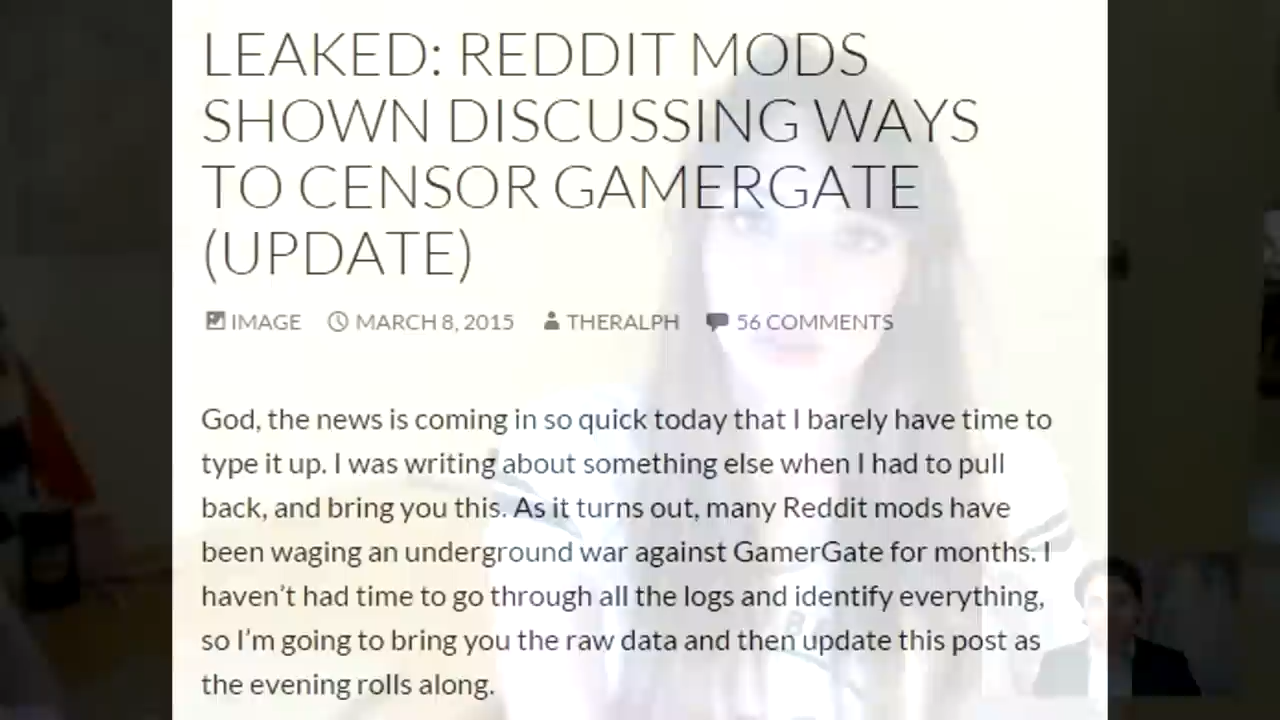 LEAKED: REDDIT MODS
SHOWN DISCUSSING WAYS
TO CENSOR GAMERGATE
(UPDATE)
IMAGE MARCH 8, 2015 THERALPH 56 COMMENTS
God, the news is coming in so quick today that I barely have time to
type it up. I was writing about something else when I had to pull
back, and bring you this. As it turns out, many Reddit mods have
been waging an underground war against GamerGate for months. I
haven’t had time to go through all the logs and identify everything,
so I’m going to bring you the raw data and then update this post as
the evening rolls along.